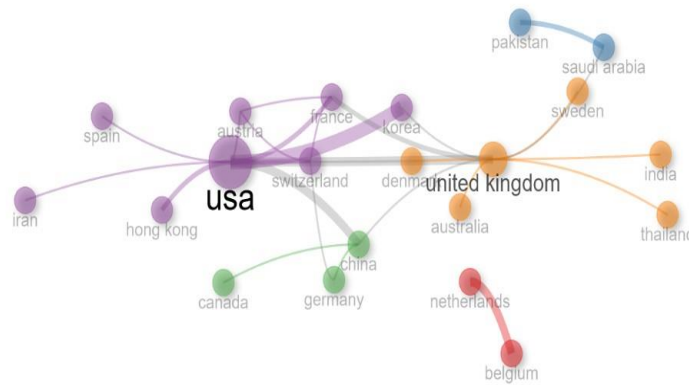 pakistan
saudi arabia
sweden
france
korea
austria
spain
switzerland
denmark
united kingdom
india
usa
iran
hong kong
australia
thailand
china
canada
germany
netherlands
belgium